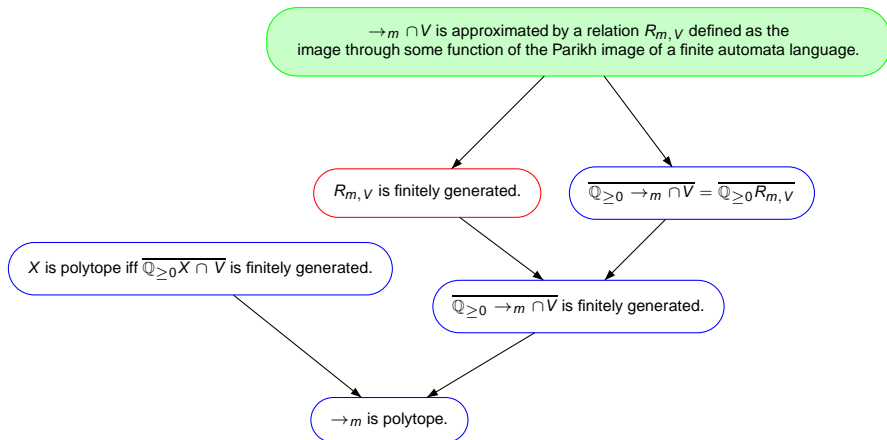 →m ∩ V is approximated by a relation Rm,V defined as the
image through some function of the Parikh image of a finite automata language.
Rm,V is finitely generated.
ℚ≥0 →m ∩ V = ℚ≥0Rm,V
X is polytope iff ℚ≥0X ∩ V is finitely generated.
ℚ≥0 →m ∩ V is finitely generated.
→m is polytope.